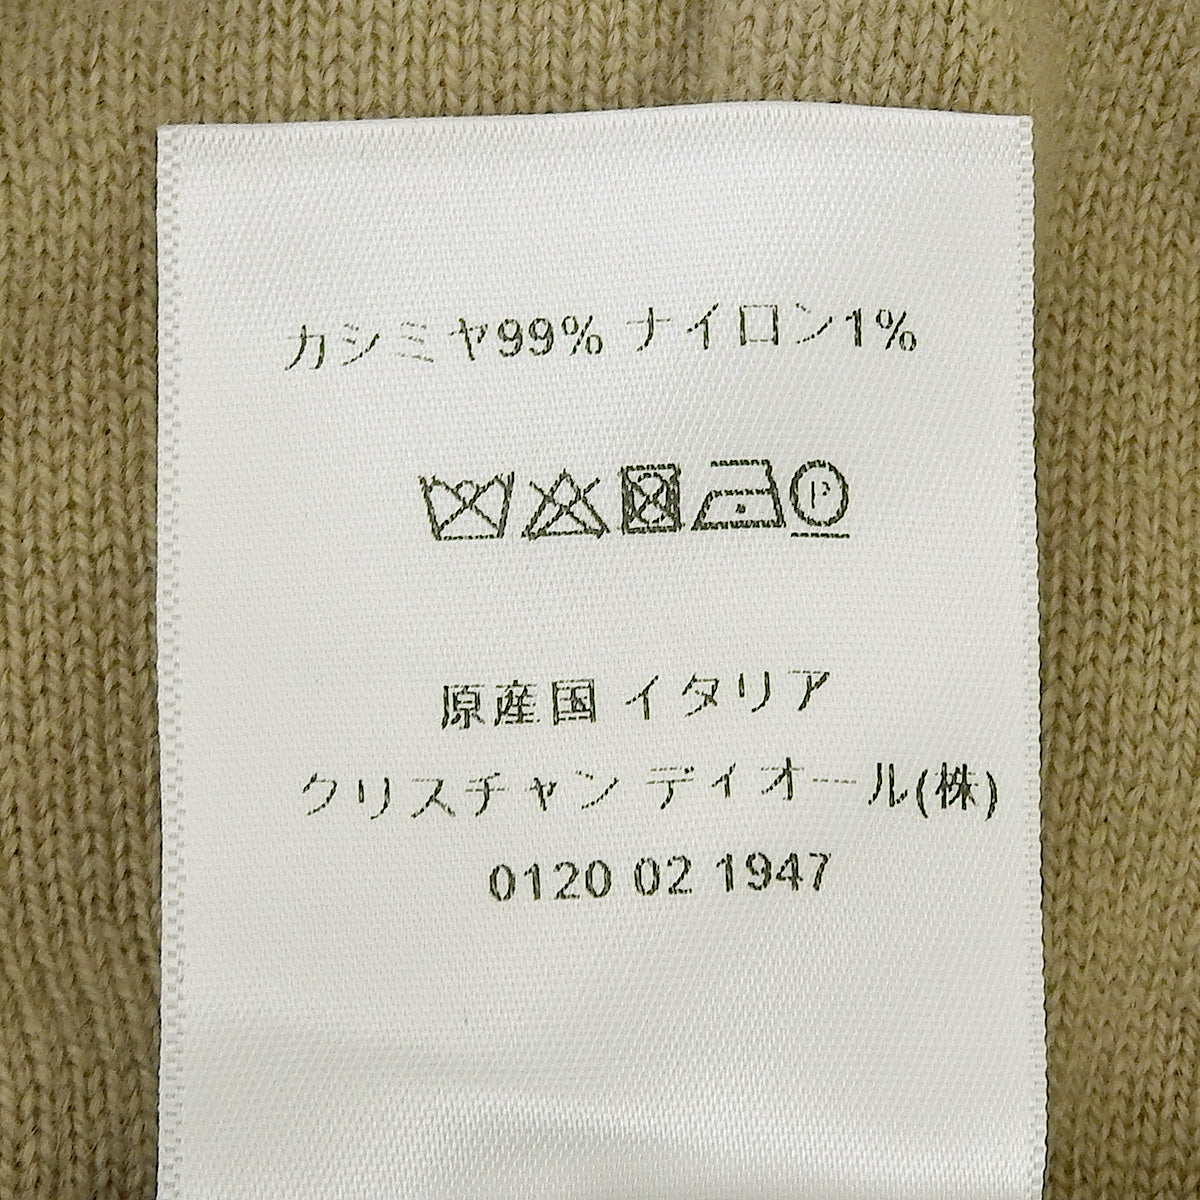 カシミヤ99% ナイロン1%
P
原産国 イタリア
クリスチャン ディオール(株)
0120 02 1947